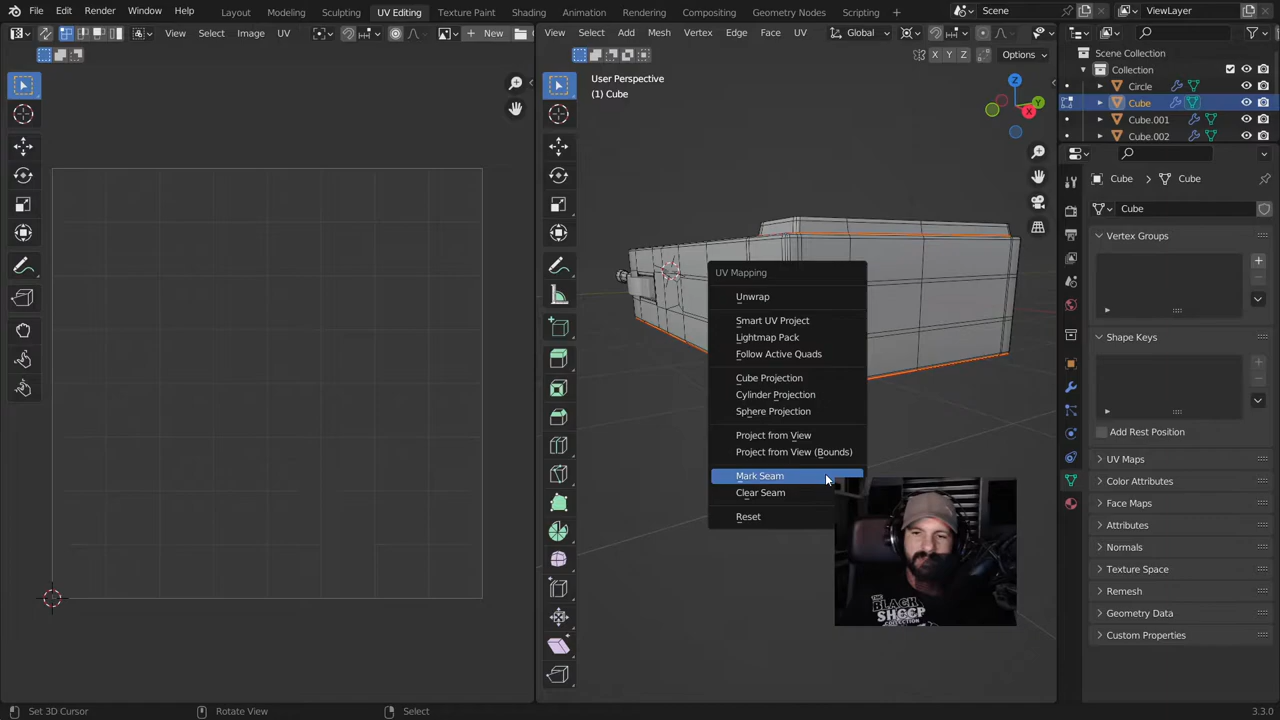 File Edit Render Window Help Layout Modeling Sculpting UV Editing Texture Paint Shading Animation Rendering Compositing Geometry Nodes Scripting Scene ViewLayer
View Select Image UV New View Select Add Mesh Vertex Edge Face UV Global
X Y Z Options
User Perspective
(1) Cube
Z
Y
X
Scene Collection
Collection
Circle
Cube
Cube.001
Cube.002
Cube Cube
Cube
Vertex Groups
Shape Keys
Add Rest Position
UV Maps
Color Attributes
Face Maps
Attributes
Normals
Texture Space
Remesh
Geometry Data
Custom Properties
UV Mapping
Unwrap
Smart UV Project
Lightmap Pack
Follow Active Quads
Cube Projection
Cylinder Projection
Sphere Projection
Project from View
Project from View (Bounds)
Mark Seam
Clear Seam
Reset
THE
BLACK
SHEEP
COLLECTION
Set 3D Cursor Rotate View Select 3.3.0